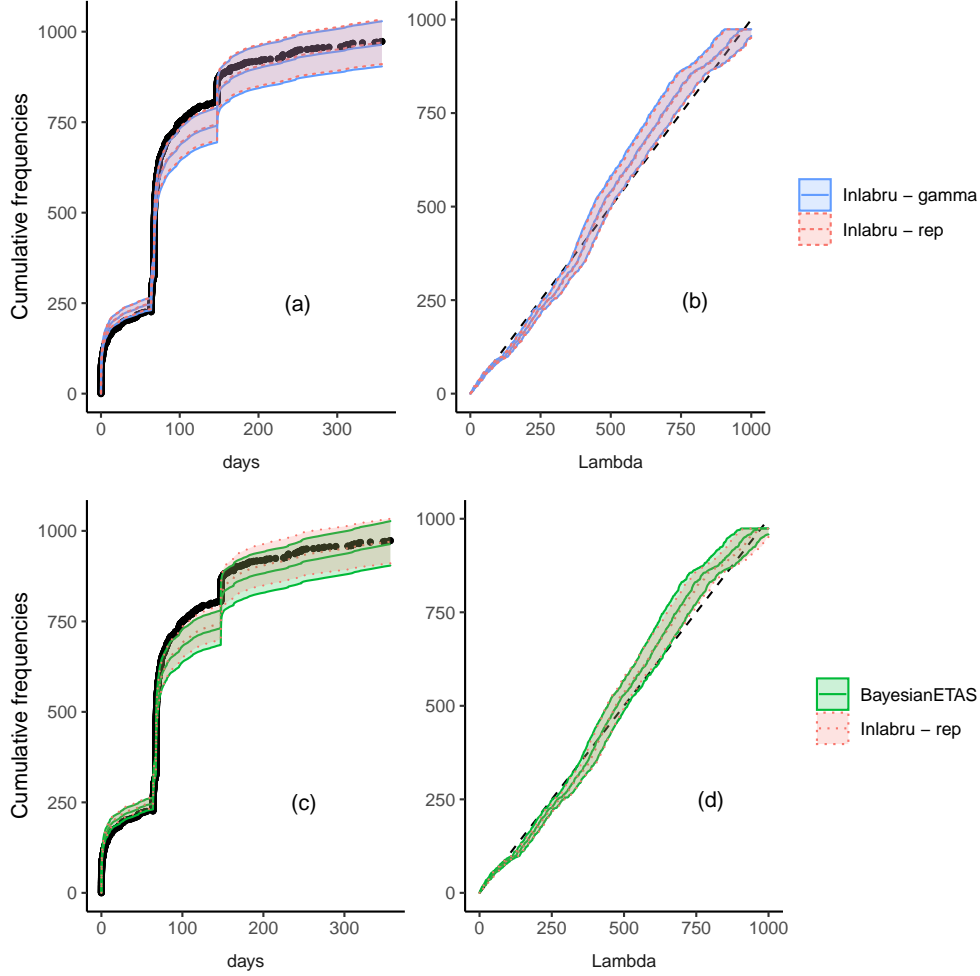 Cumulative frequencies
1000
750
500
250
0
(a)
0 100 200 300
days
1000
750
500
250
0
(b)
0 250 500 750 1000
Lambda
Inlabru − gamma
Inlabru − rep
Cumulative frequencies
1000
750
500
250
0
(c)
0 100 200 300
days
1000
750
500
250
0
(d)
0 250 500 750 1000
Lambda
BayesianETAS
Inlabru − rep